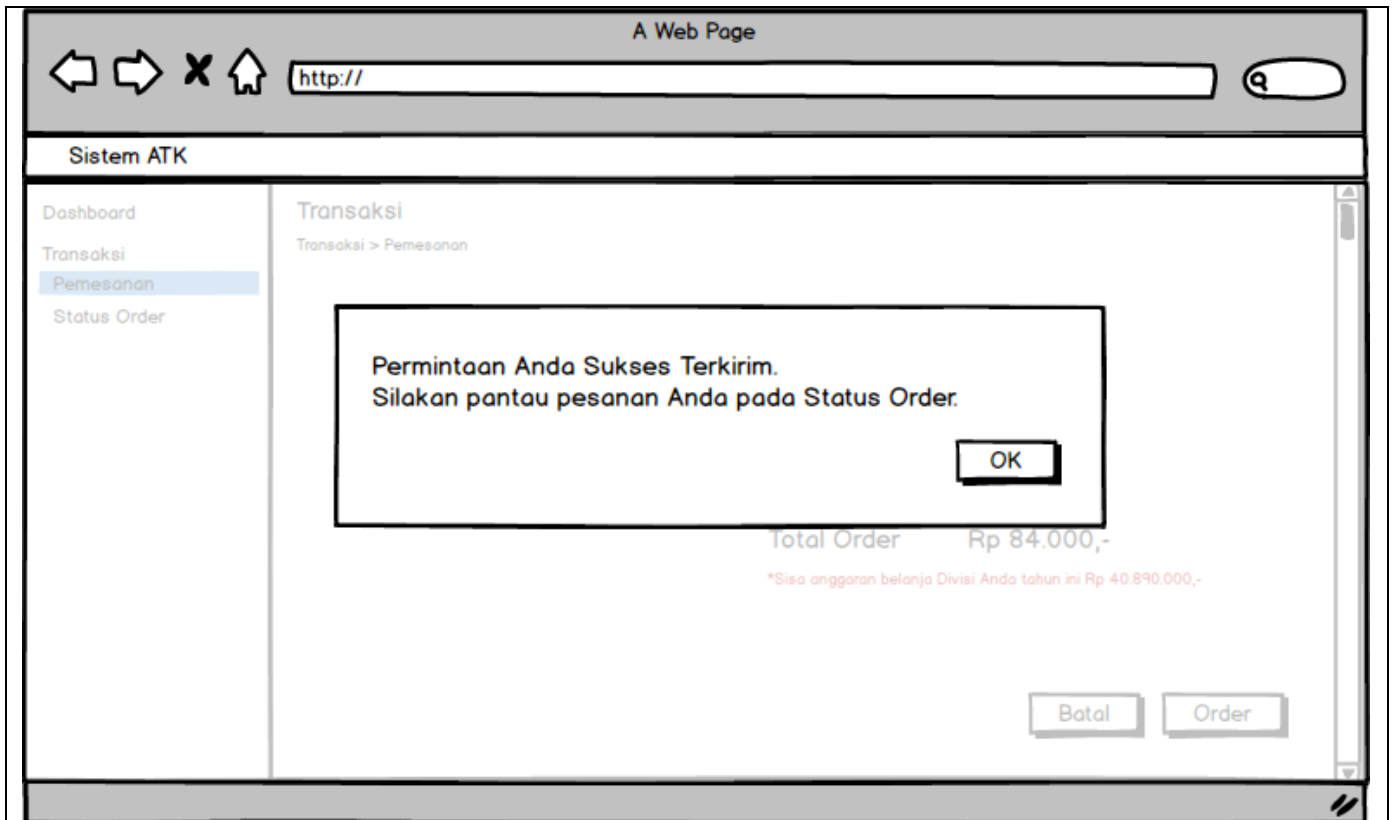 A Web Page
http://
Sistem ATK
Dashboard
Transaksi
Pemesanan
Status Order
Transaksi
Transaksi > Pemesanan
Permintaan Anda Sukses Terkirim.
Silakan pantau pesanan Anda pada Status Order.
OK
Total Order Rp 84.000,-
*Sisa anggaran belanja Divisi Anda tahun ini Rp 40.890.000,-
Batal Order